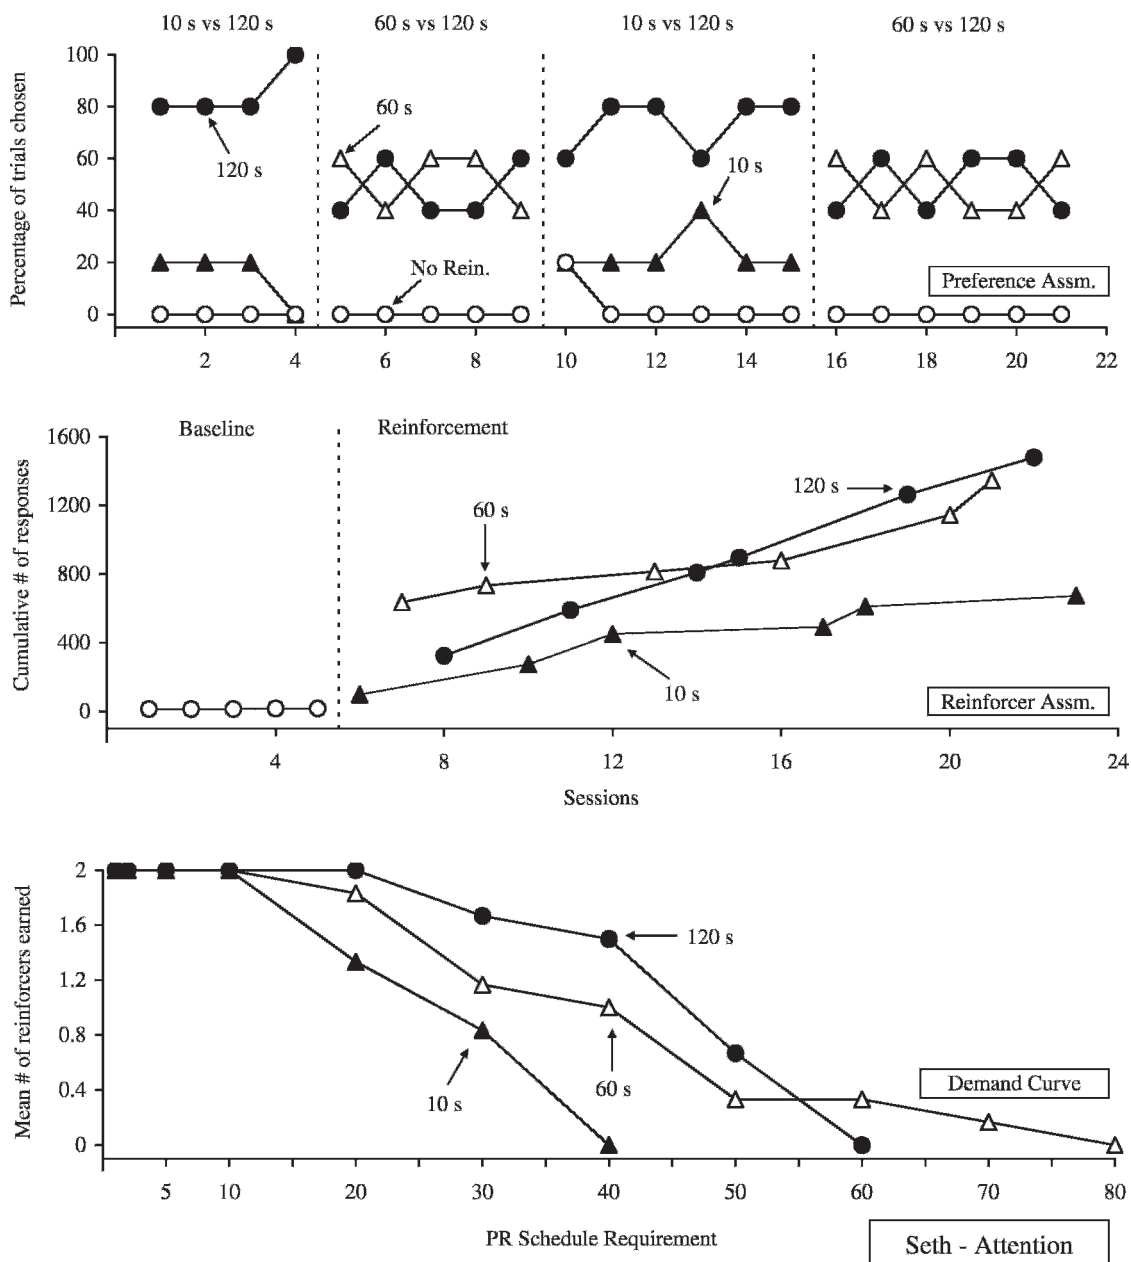 10 s vs 120 s 60 s vs 120 s 10 s vs 120 s 60 s vs 120 s
Percentage of trials chosen
100
80
60
40
20
0
60 s
120 s
10 s
No Rein.
Preference Assm.
2 4 6 8 10 12 14 16 18 20 22
Baseline Reinforcement
Cumulative # of responses
1600
1200
800
400
0
120 s
60 s
10 s
Reinforcer Assm.
4 8 12 16 20 24
Sessions
Mean # of reinforcers earned
2
1.6
1.2
0.8
0.4
0
120 s
60 s
10 s
Demand Curve
5 10 20 30 40 50 60 70 80
PR Schedule Requirement
Seth - Attention